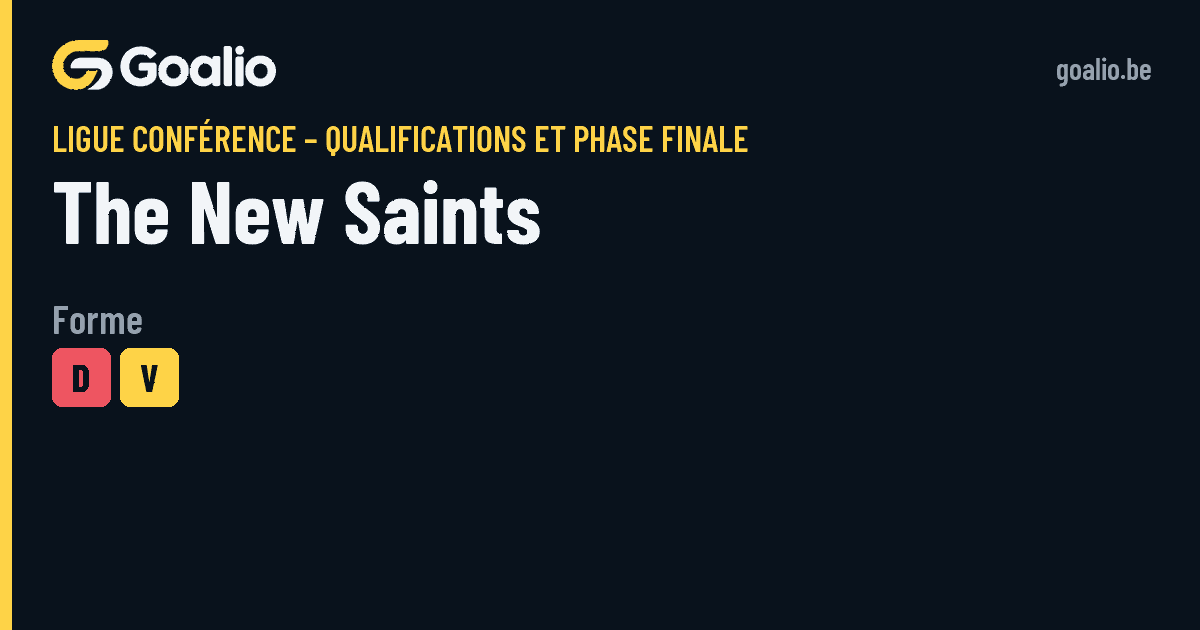 Goalio
goalio.be
LIGUE CONFÉRENCE – QUALIFICATIONS ET PHASE FINALE
The New Saints
Forme
D V